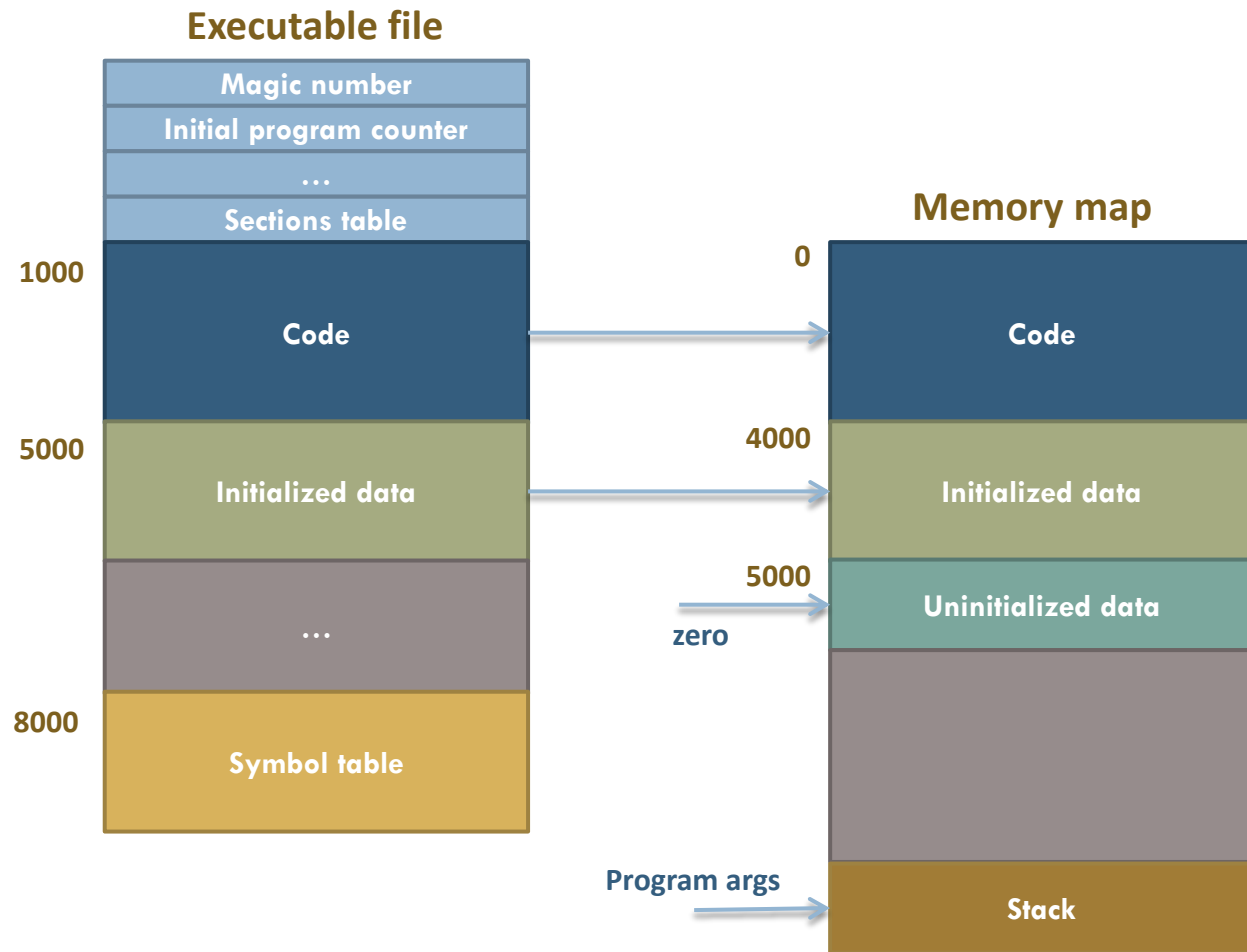 Executable file
Magic number
Initial program counter
...
Sections table
1000
Code
5000
Initialized data
...
8000
Symbol table
Memory map
0
Code
4000
Initialized data
5000
zero
Uninitialized data
Program args
Stack